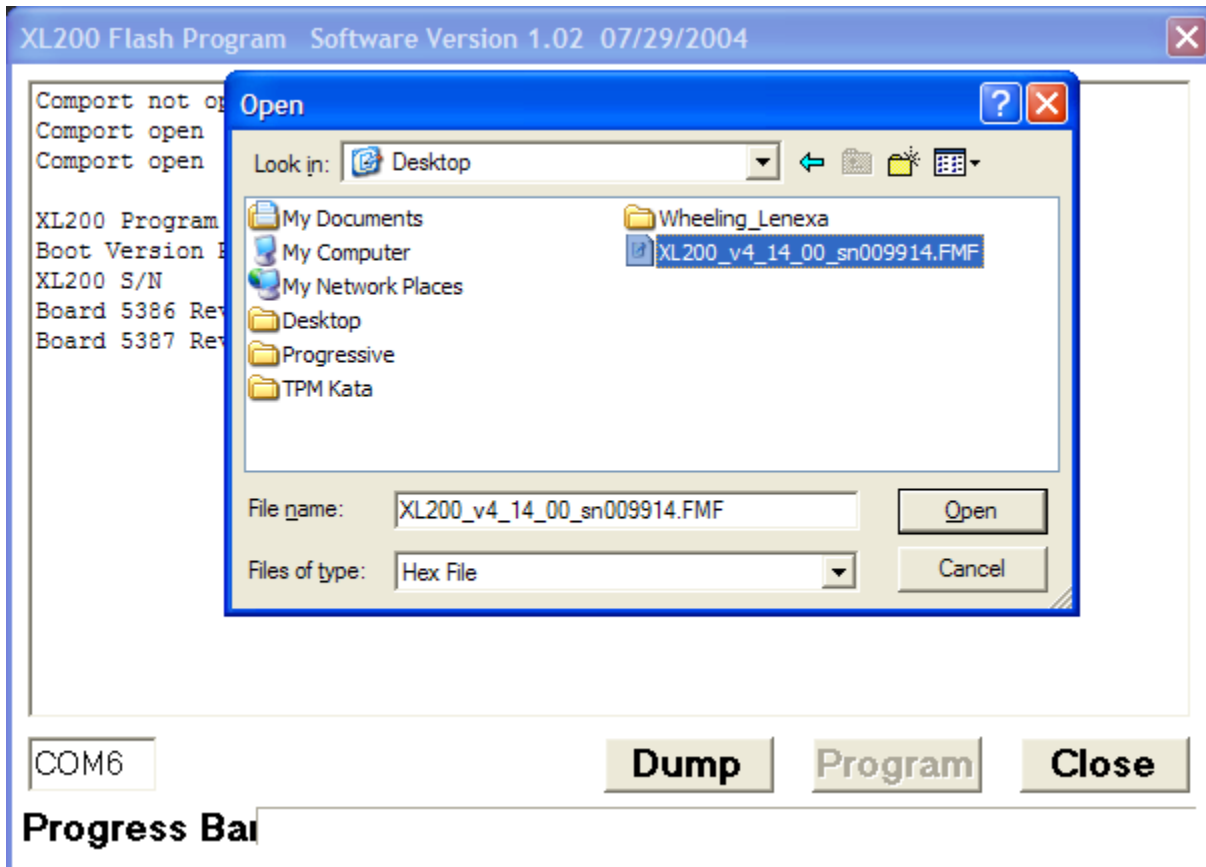 XL200 Flash Program   Software Version 1.02  07/29/2004
Comport not op
Comport open
Comport open
XL200 Program
Boot Version
XL200 S/N
Board 5386 Rev
Board 5387 Rev
Open
Look in: Desktop
My Documents
My Computer
My Network Places
Desktop
Progressive
TPM Kata
Wheeling_Lenexa
XL200_v4_14_00_sn009914.FMF
File name: XL200_v4_14_00_sn009914.FMF Open
Files of type: Hex File Cancel
COM6 Dump Program Close
Progress Bar